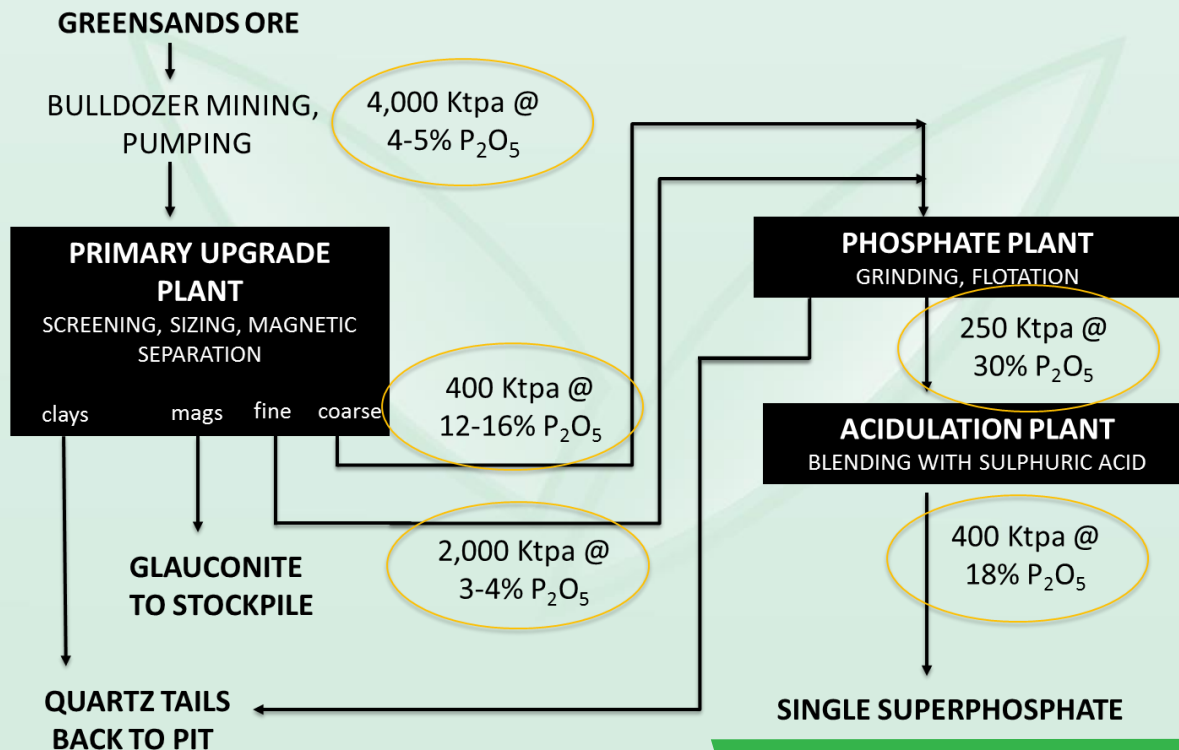 GREENSANDS ORE
BULLDOZER MINING,
PUMPING
4,000 Ktpa @
4-5% P₂O₅
PRIMARY UPGRADE
PLANT
SCREENING, SIZING, MAGNETIC
SEPARATION
clays mags fine coarse
400 Ktpa @
12-16% P₂O₅
2,000 Ktpa @
3-4% P₂O₅
GLAUCONITE
TO STOCKPILE
QUARTZ TAILS
BACK TO PIT
PHOSPHATE PLANT
GRINDING, FLOTATION
250 Ktpa @
30% P₂O₅
ACIDULATION PLANT
BLENDING WITH SULPHURIC ACID
400 Ktpa @
18% P₂O₅
SINGLE SUPERPHOSPHATE